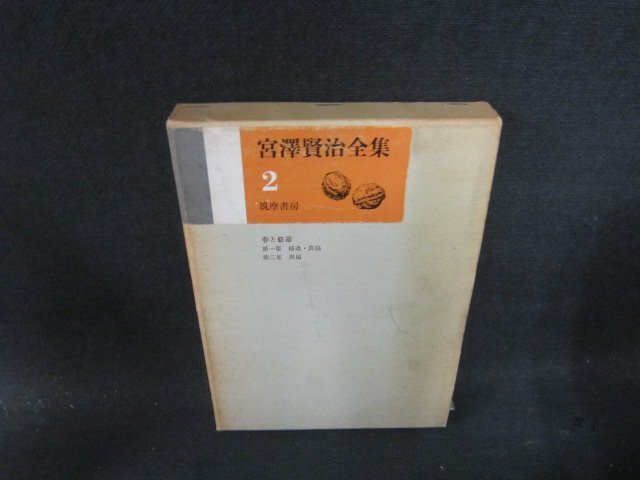 宮澤賢治全集
2
筑摩書房
春と修羅
第一集 補遺・異稿
第二集 異稿